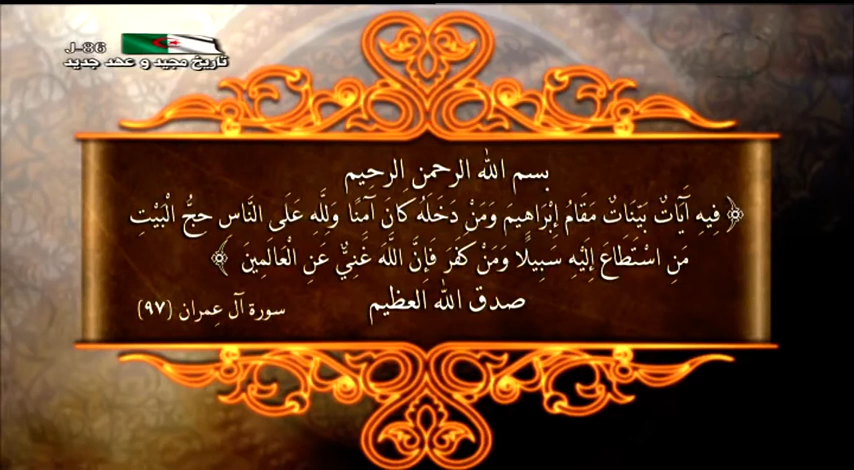 J-86
تاريخ مجيد و عهد جديد
بسم الله الرحمن الرحيم
﴿ فِيهِ آيَاتٌ بَيِّنَاتٌ مَقَامُ إِبْرَاهِيمَ وَمَنْ دَخَلَهُ كَانَ آمِنًا وَلِلَّهِ عَلَى النَّاسِ حِجُّ الْبَيْتِ
مَنِ اسْتَطَاعَ إِلَيْهِ سَبِيلًا وَمَنْ كَفَرَ فَإِنَّ اللَّهَ غَنِيٌّ عَنِ الْعَالَمِينَ ﴾
صدق الله العظيم
سورة آل عمران (٩٧)